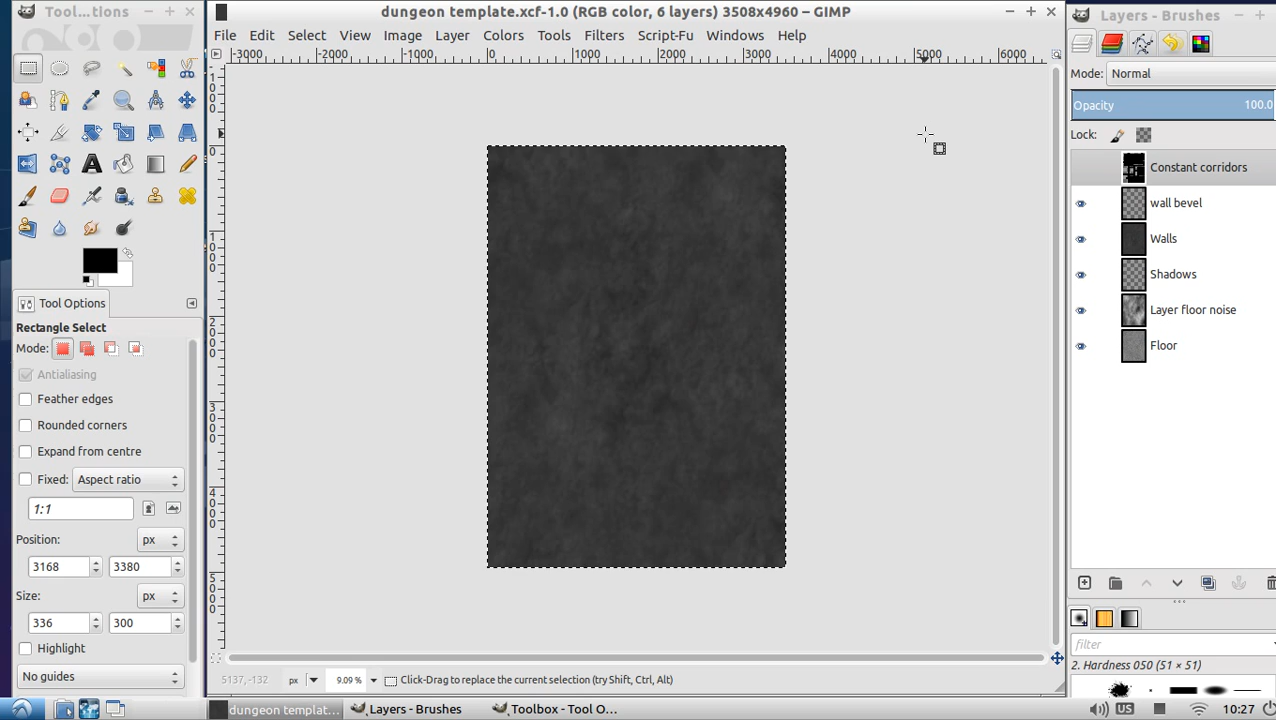 Tool...tions
dungeon template.xcf-1.0 (RGB color, 6 layers) 3508x4960 – GIMP
Layers - Brushes
File Edit Select View Image Layer Colors Tools Filters Script-Fu Windows Help
-3000 -2000 -1000 0 1000 2000 3000 4000 5000 6000
Mode: Normal
Opacity 100.0
Lock:
Constant corridors
wall bevel
Walls
Shadows
Layer floor noise
Floor
Tool Options
Rectangle Select
Mode:
Antialiasing
Feather edges
Rounded corners
Expand from centre
Fixed: Aspect ratio
1:1
Position: px
3168 3380
Size: px
336 300
Highlight
No guides
5137, -132 px 9.09 % Click-Drag to replace the current selection (try Shift, Ctrl, Alt)
filter
2. Hardness 050 (51 × 51)
dungeon templat... Layers - Brushes Toolbox - Tool O... US 10:27